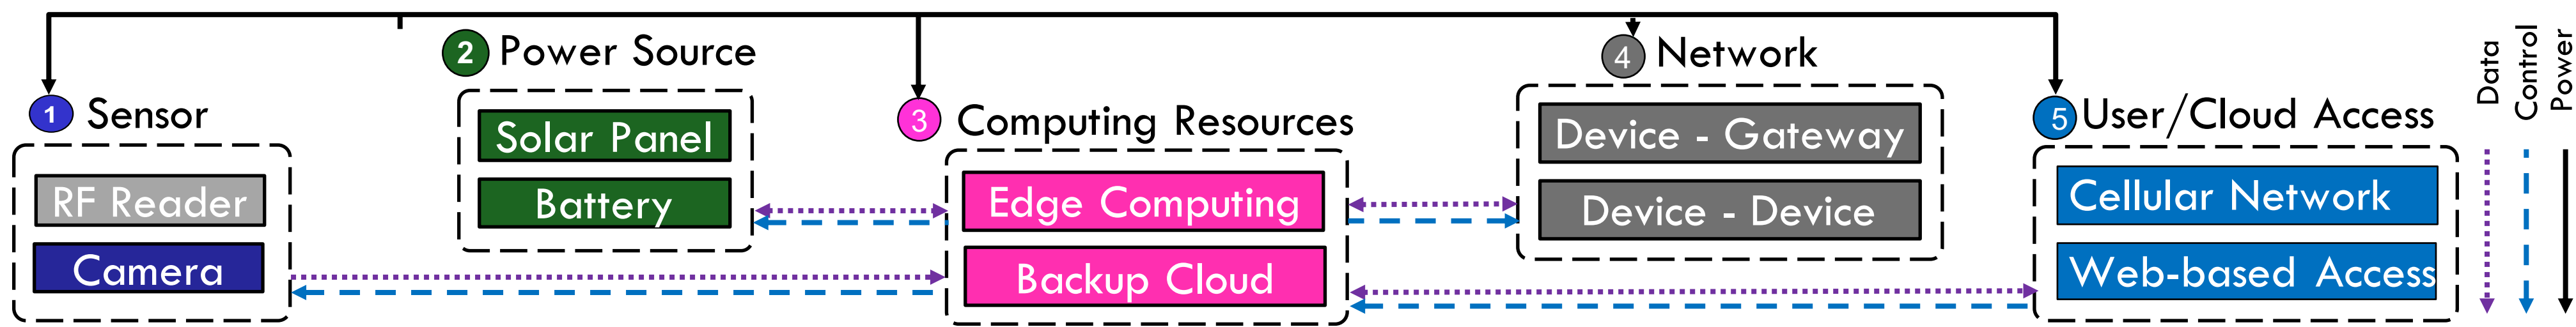 1 Sensor
RF Reader
Camera
2 Power Source
Solar Panel
Battery
3 Computing Resources
Edge Computing
Backup Cloud
4 Network
Device - Gateway
Device - Device
5 User/Cloud Access
Cellular Network
Web-based Access
Data
Control
Power